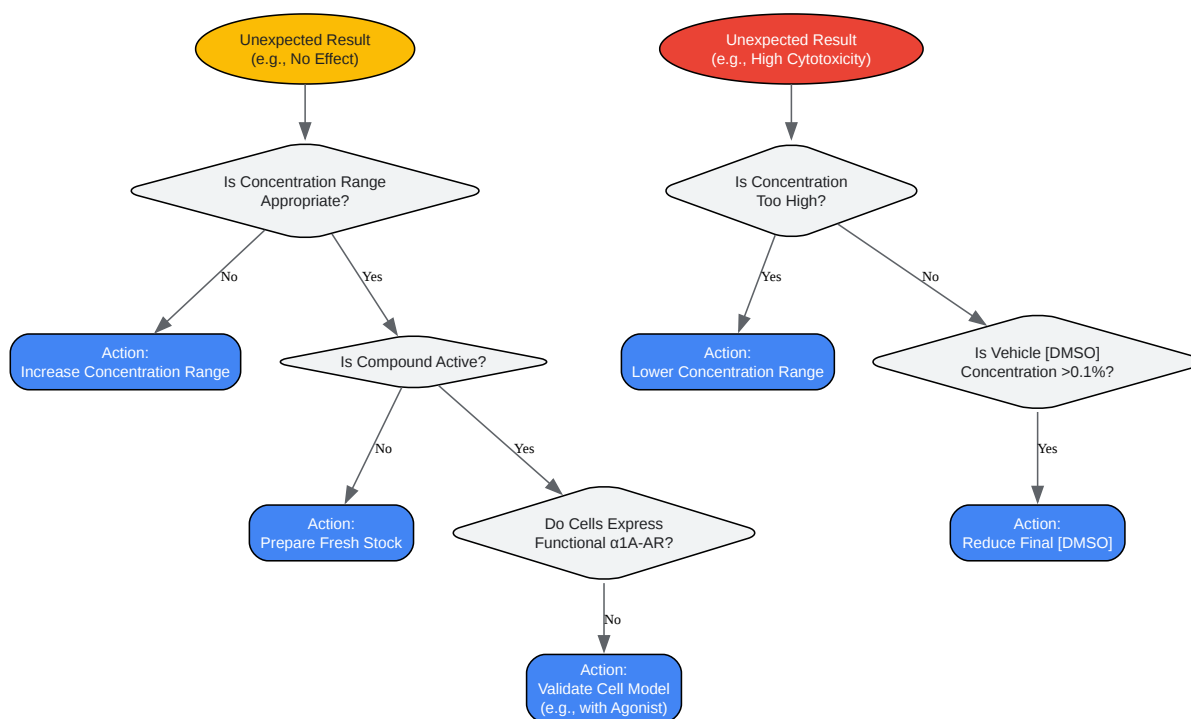 Unexpected Result
(e.g., No Effect)
Unexpected Result
(e.g., High Cytotoxicity)
Is Concentration Range
Appropriate?
Is Concentration
Too High?
No
Yes
Yes
No
Action:
Increase Concentration Range
Is Compound Active?
Action:
Lower Concentration Range
Is Vehicle [DMSO]
Concentration >0.1%?
No
Yes
Yes
Action:
Prepare Fresh Stock
Do Cells Express
Functional α1A-AR?
Action:
Reduce Final [DMSO]
No
Action:
Validate Cell Model
(e.g., with Agonist)